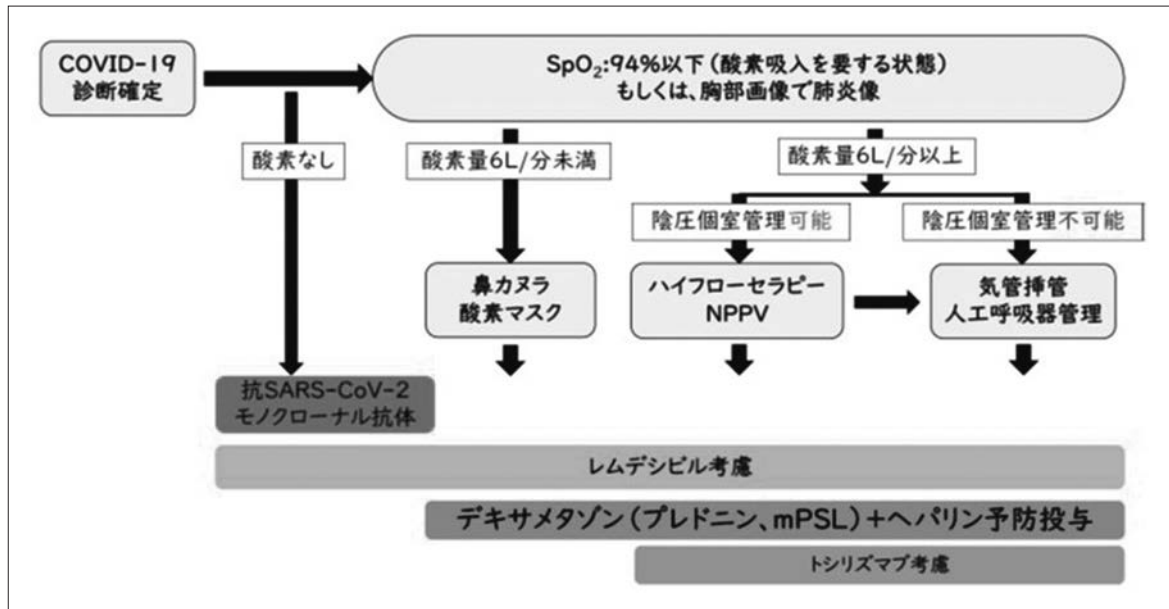 COVID-19
診断確定
SpO₂:94%以下(酸素吸入を要する状態)
もしくは、胸部画像で肺炎像
酸素なし
酸素量6L/分未満
酸素量6L/分以上
陰圧個室管理可能
陰圧個室管理不可能
鼻カヌラ
酸素マスク
ハイフローセラピー
NPPV
気管挿管
人工呼吸器管理
抗SARS-CoV-2
モノクローナル抗体
レムデシビル考慮
デキサメタゾン(プレドニン、mPSL)+ヘパリン予防投与
トシリズマブ考慮